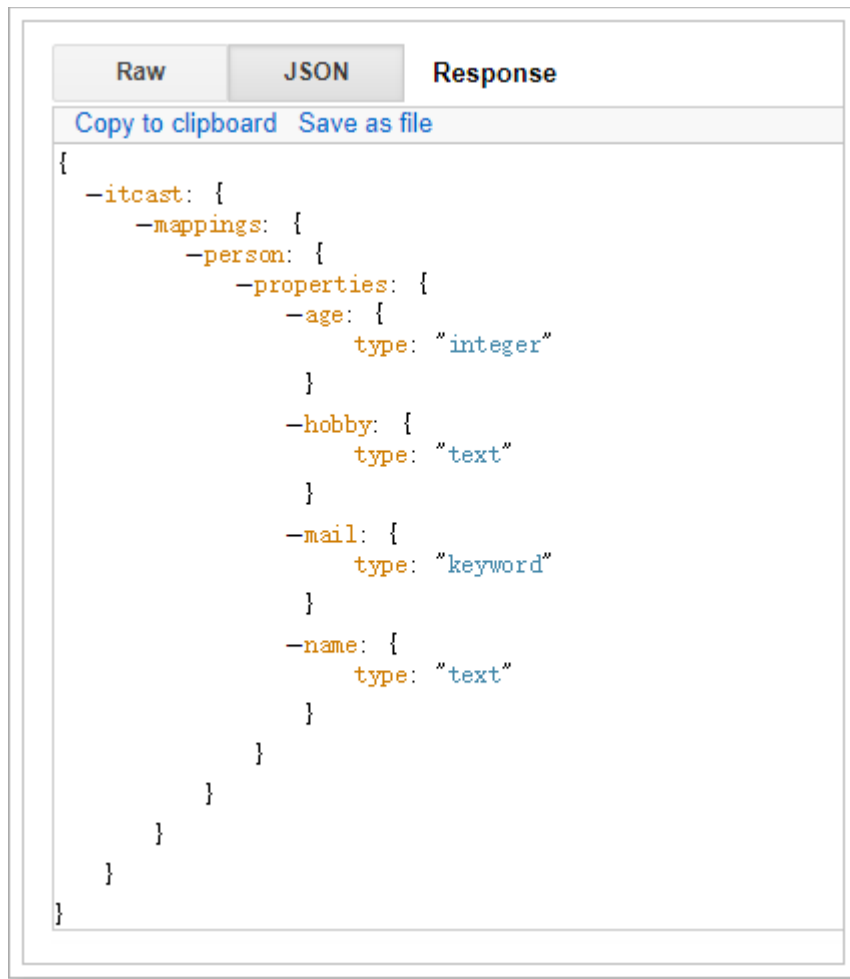 Raw JSON Response
Copy to clipboard Save as file
{
–itcast: {
–mappings: {
–person: {
–properties: {
–age: {
type: "integer"
}
–hobby: {
type: "text"
}
–mail: {
type: "keyword"
}
–name: {
type: "text"
}
}
}
}
}
}